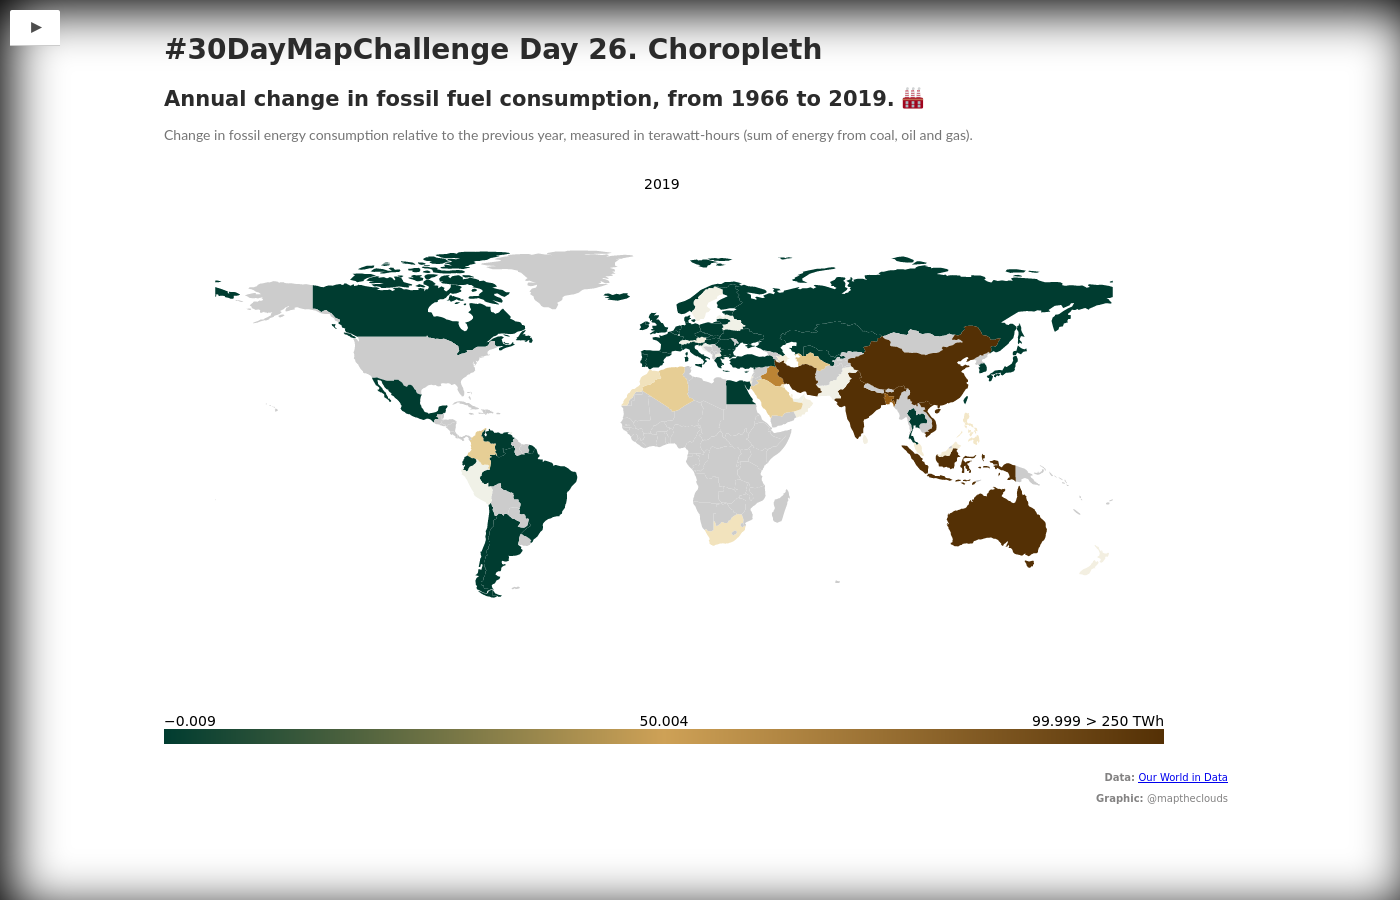 #30DayMapChallenge Day 26. Choropleth
Annual change in fossil fuel consumption, from 1966 to 2019. 🏭
Change in fossil energy consumption relative to the previous year, measured in terawatt-hours (sum of energy from coal, oil and gas).
2019
−0.009 50.004 99.999 > 250 TWh
Data: Our World in Data
Graphic: @maptheclouds